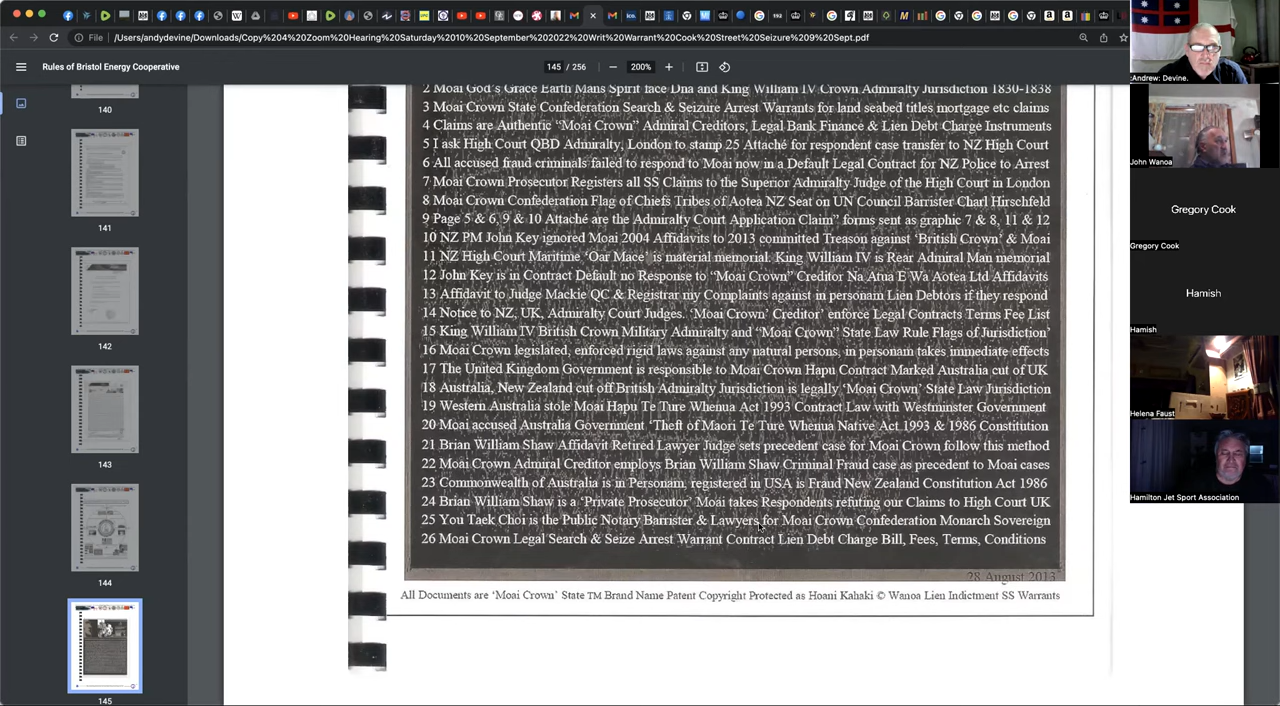 File /Users/andydevine/Downloads/Copy%204%20Zoom%20Hearing%20Saturday%2010%20September%202022%20Writ%20Warrant%20Cook%20Street%20Seizure%209%20Sept.pdf
Rules of Bristol Energy Cooperative
145 / 256
200%
140
141
142
143
144
145
3 Moai Crown State Confederation Search & Seizure Arrest Warrants for land seabed titles mortgage etc claims
4 Claims are Authentic “Moai Crown” Admiral Creditors, Legal Bank Finance & Lien Debt Charge Instruments
5 I ask High Court QBD Admiralty, London to stamp 25 Attaché for respondent case transfer to NZ High Court
6 All accused fraud criminals failed to respond to Moai now in a Default Legal Contract for NZ Police to Arrest
7 Moai Crown Prosecutor Registers all SS Claims to the Superior Admiralty Judge of the High Court in London
8 Moai Crown Confederation Flag of Chiefs Tribes of Aotea NZ Seat on UN Council Barrister Charl Hirschfeld
9 Page 5 & 6, 9 & 10 Attaché are the Admiralty Court Application Claim” forms sent as graphic 7 & 8, 11 & 12
10 NZ PM John Key ignored Moai 2004 Affidavits to 2013 committed Treason against ‘British Crown’ & Moai
11 NZ High Court Maritime ‘Oar Mace’ is material memorial. King William IV is Rear Admiral Man memorial
12 John Key is in Contract Default no Response to “Moai Crown” Creditor Na Atua E Wa Aotea Ltd Affidavits
13 Affidavit to Judge Mackie QC & Registrar my Complaints against in personam Lien Debtors if they respond
14 Notice to NZ, UK, Admiralty Court Judges. ‘Moai Crown’ Creditor’ enforce Legal Contracts Terms Fee List
15 King William IV British Crown Military Admiralty and “Moai Crown” State Law Rule Flags of Jurisdiction’
16 Moai Crown legislated, enforced rigid laws against any natural persons, in personam takes immediate effects
17 The United Kingdom Government is responsible to Moai Crown Hapu Contract Marked Australia cut of UK
18 Australia, New Zealand cut off British Admiralty Jurisdiction is legally ‘Moai Crown’ State Law Jurisdiction
19 Western Australia stole Moai Hapu Te Ture Whenua Act 1993 Contract Law with Westminster Government
20 Moai accused Australia Government ‘Theft of Maori Te Ture Whenua Native Act 1993 & 1986 Constitution
21 Brian William Shaw Affidavit Retired Lawyer Judge sets precedent case for Moai Crown follow this method
22 Moai Crown Admiral Creditor employs Brian William Shaw Criminal Fraud case as precedent to Moai cases
23 Commonwealth of Australia is in Personam, registered in USA is Fraud New Zealand Constitution Act 1986
24 Brian William Shaw is a ‘Private Prosecutor’ Moai takes Respondents refuting our Claims to High Court UK
25 You Taek Choi is the Public Notary Barrister & Lawyers for Moai Crown Confederation Monarch Sovereign
26 Moai Crown Legal Search & Seize Arrest Warrant Contract Lien Debt Charge Bill, Fees, Terms, Conditions
28 August 2013
All Documents are ‘Moai Crown’ State TM Brand Name Patent Copyright Protected as Hoani Kahaki © Wanoa Lien Indictment SS Warrants
:Andrew: Devine.
John Wanoa
Gregory Cook
Gregory Cook
Hamish
Hamish
Helena Faust
Hamilton Jet Sport Association